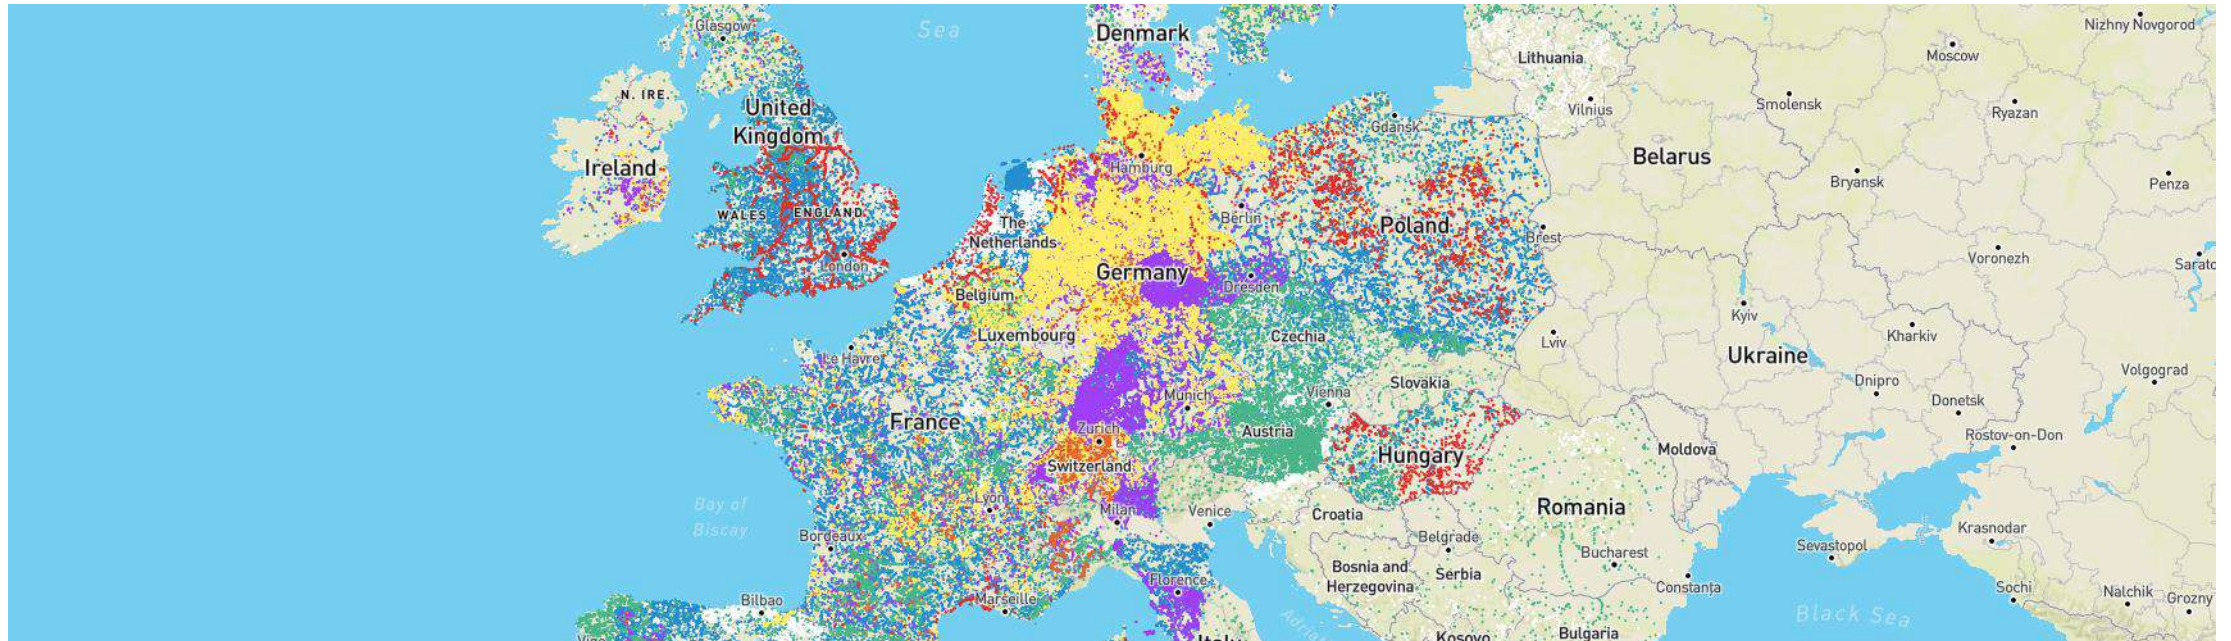 Glasgow
Sea
Denmark
Nizhny Novgorod
Moscow
Lithuania
Vilnius
Smolensk
Ryazan
N. IRE.
United
Kingdom
Gdansk
Ireland
Hamburg
Belarus
Bryansk
Penza
WALES
ENGLAND
The
Netherlands
Berlin
Poland
Brest
Voronezh
London
Germany
Dresden
Belgium
Kyiv
Kharkiv
Luxembourg
Czechia
Lviv
Ukraine
Le Havre
Volgograd
Slovakia
Dnipro
Vienna
Munich
Donetsk
France
Zurich
Austria
Rostov-on-Don
Hungary
Moldova
Switzerland
Lyon
Bay of
Biscay
Milan
Venice
Croatia
Romania
Krasnodar
Bordeaux
Belgrade
Sevastopol
Bucharest
Bosnia and
Herzegovina
Serbia
Florence
Constanța
Sochi
Nalchik
Grozny
Bilbao
Marseille
Black Sea
Kosovo
Bulgaria